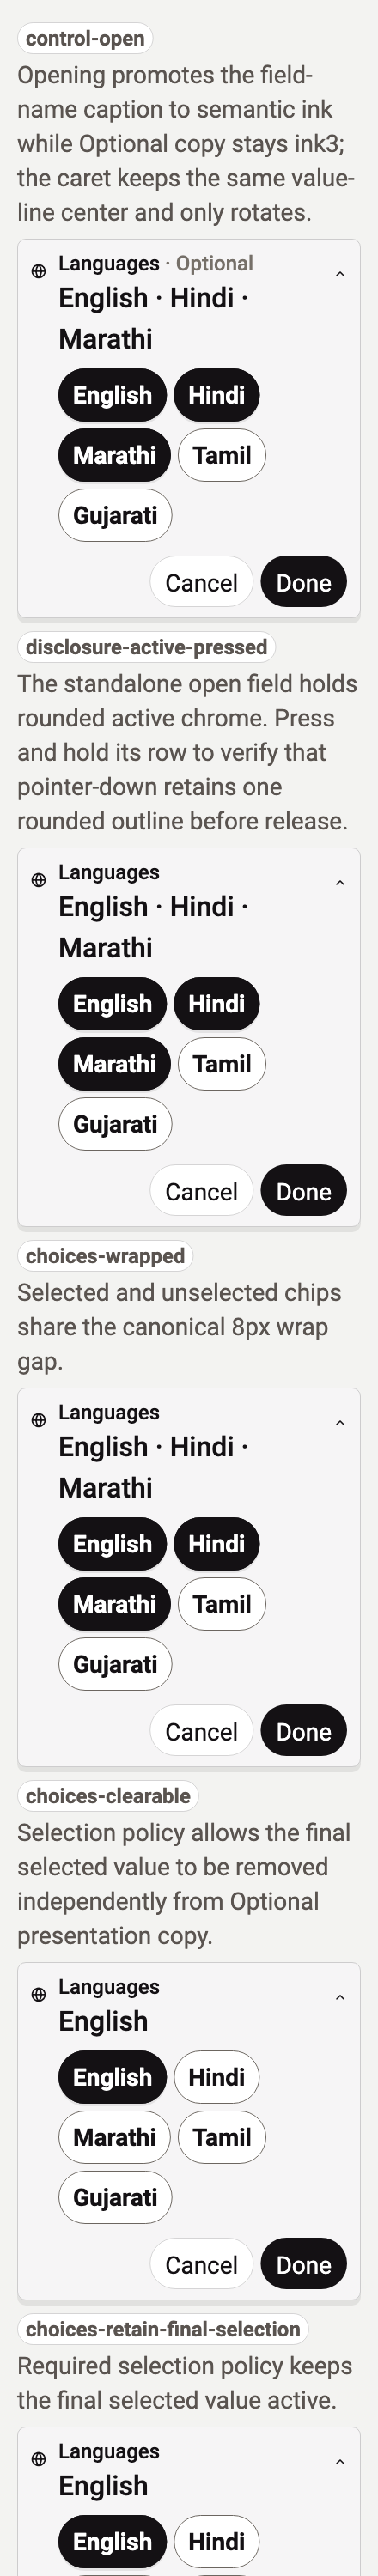 control-open
Opening promotes the field-
name caption to semantic ink
while Optional copy stays ink3;
the caret keeps the same value-
line center and only rotates.
Languages · Optional
English · Hindi ·
Marathi
English Hindi
Marathi Tamil
Gujarati
Cancel Done
disclosure-active-pressed
The standalone open field holds
rounded active chrome. Press
and hold its row to verify that
pointer-down retains one
rounded outline before release.
Languages
English · Hindi ·
Marathi
English Hindi
Marathi Tamil
Gujarati
Cancel Done
choices-wrapped
Selected and unselected chips
share the canonical 8px wrap
gap.
Languages
English · Hindi ·
Marathi
English Hindi
Marathi Tamil
Gujarati
Cancel Done
choices-clearable
Selection policy allows the final
selected value to be removed
independently from Optional
presentation copy.
Languages
English
English Hindi
Marathi Tamil
Gujarati
Cancel Done
choices-retain-final-selection
Required selection policy keeps
the final selected value active.
Languages
English
English Hindi